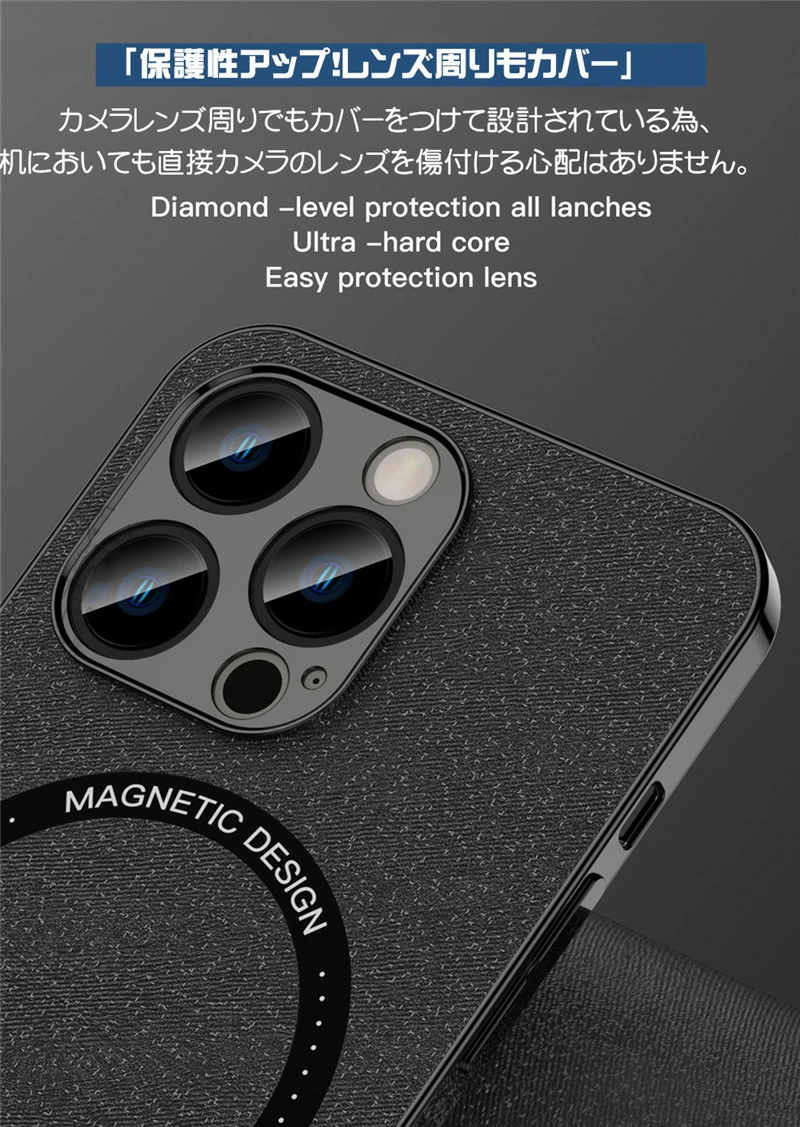 「保護性アップ!レンズ周りもカバー」
カメラレンズ周りでもカバーをつけて設計されている為、
机においても直接カメラのレンズを傷付ける心配はありません。
Diamond -level protection all lanches
Ultra -hard core
Easy protection lens
MAGNETIC DESIGN